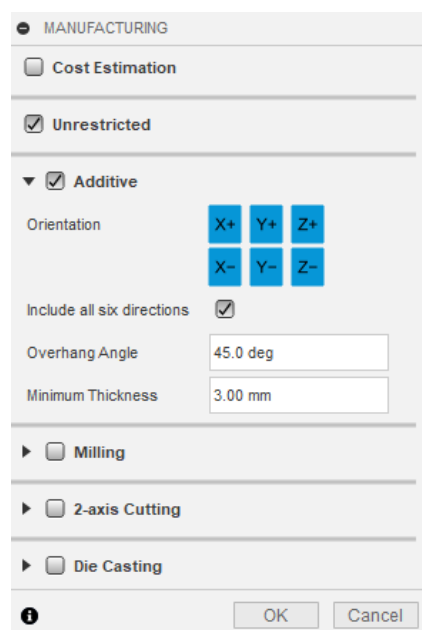 MANUFACTURING
Cost Estimation
Unrestricted
Additive
Orientation X+ Y+ Z+
X- Y- Z-
Include all six directions
Overhang Angle 45.0 deg
Minimum Thickness 3.00 mm
Milling
2-axis Cutting
Die Casting
OK Cancel